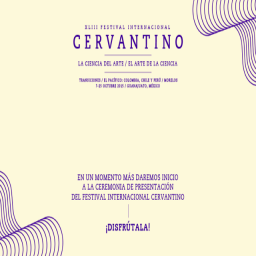 XLIII FESTIVAL INTERNACIONAL
CERVANTINO
LA CIENCIA DEL ARTE / EL ARTE DE LA CIENCIA
TRANSICIONES / EL PACÍFICO: COLOMBIA, CHILE Y PERÚ / MORELOS
7-25 OCTUBRE 2015 / GUANAJUATO, MÉXICO
EN UN MOMENTO MÁS DAREMOS INICIO
A LA CEREMONIA DE PRESENTACIÓN
DEL FESTIVAL INTERNACIONAL CERVANTINO
¡DISFRÚTALA!